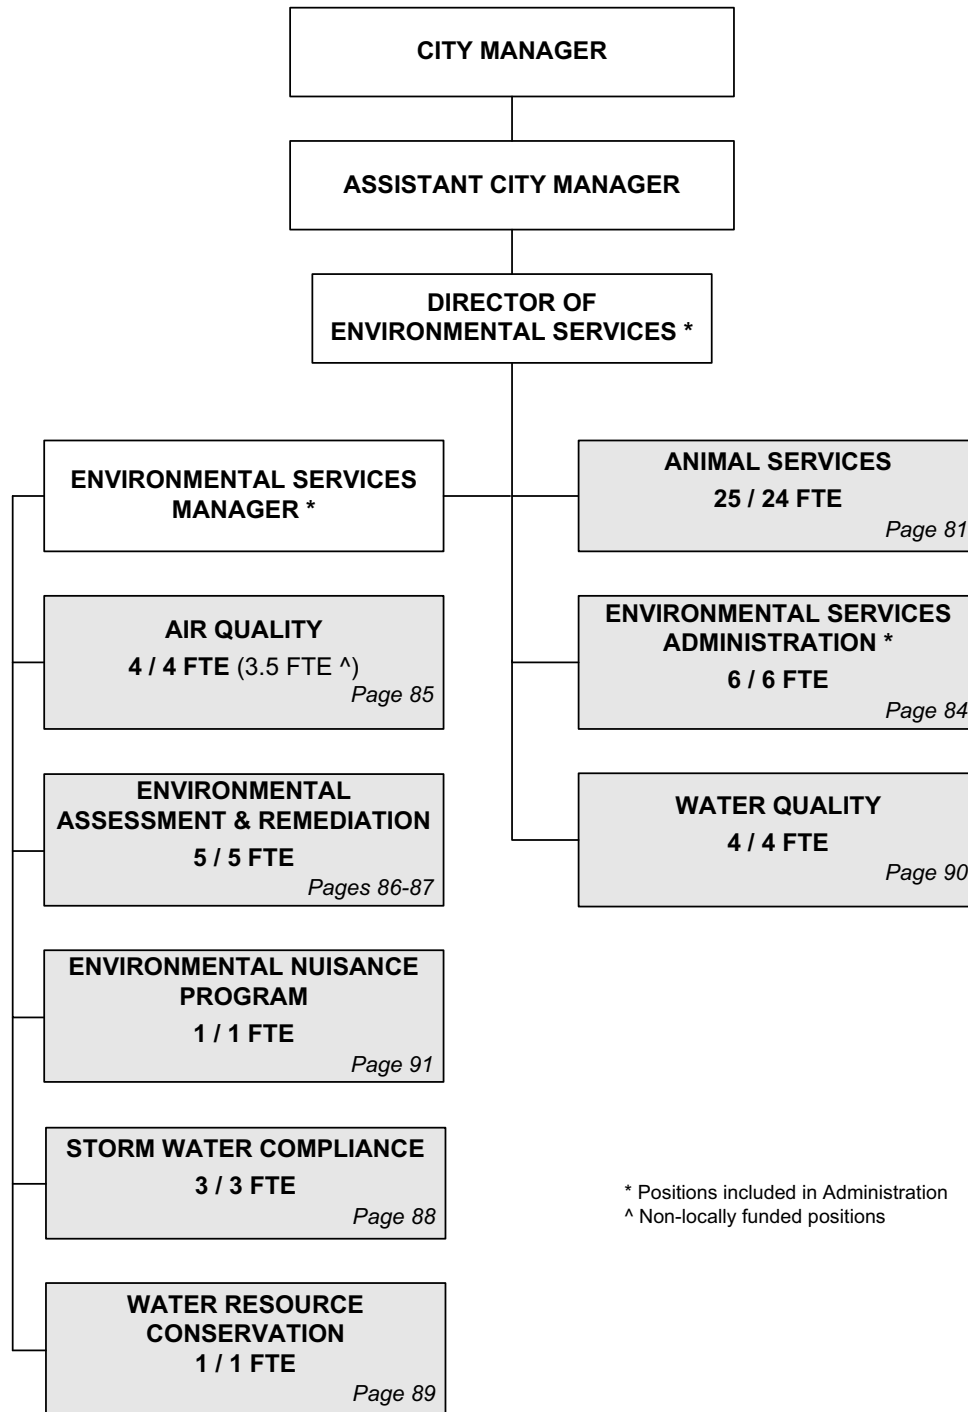 CITY MANAGER
ASSISTANT CITY MANAGER
DIRECTOR OF
ENVIRONMENTAL SERVICES *
ENVIRONMENTAL SERVICES
MANAGER *
AIR QUALITY
4 / 4 FTE (3.5 FTE ^)
Page 85
ENVIRONMENTAL
ASSESSMENT & REMEDIATION
5 / 5 FTE
Pages 86-87
ENVIRONMENTAL NUISANCE
PROGRAM
1 / 1 FTE
Page 91
STORM WATER COMPLIANCE
3 / 3 FTE
Page 88
WATER RESOURCE
CONSERVATION
1 / 1 FTE
Page 89
ANIMAL SERVICES
25 / 24 FTE
Page 81
ENVIRONMENTAL SERVICES
ADMINISTRATION *
6 / 6 FTE
Page 84
WATER QUALITY
4 / 4 FTE
Page 90
* Positions included in Administration
^ Non-locally funded positions